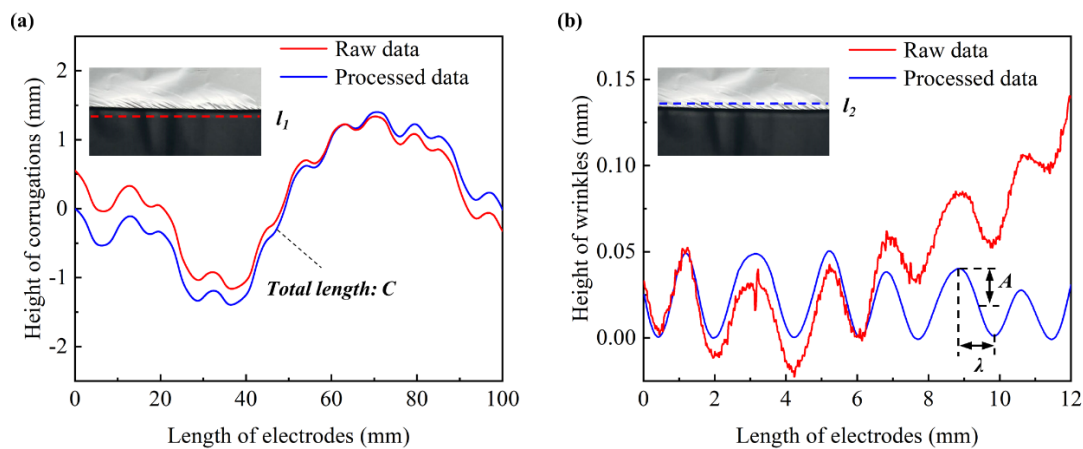 (a)
Raw data
Processed data
l1
Total length: C
Height of corrugations (mm)
2
1
0
-1
-2
0
20
40
60
80
100
Length of electrodes (mm)
(b)
Raw data
Processed data
l2
A
λ
Height of wrinkles (mm)
0.15
0.10
0.05
0.00
0
2
4
6
8
10
12
Length of electrodes (mm)